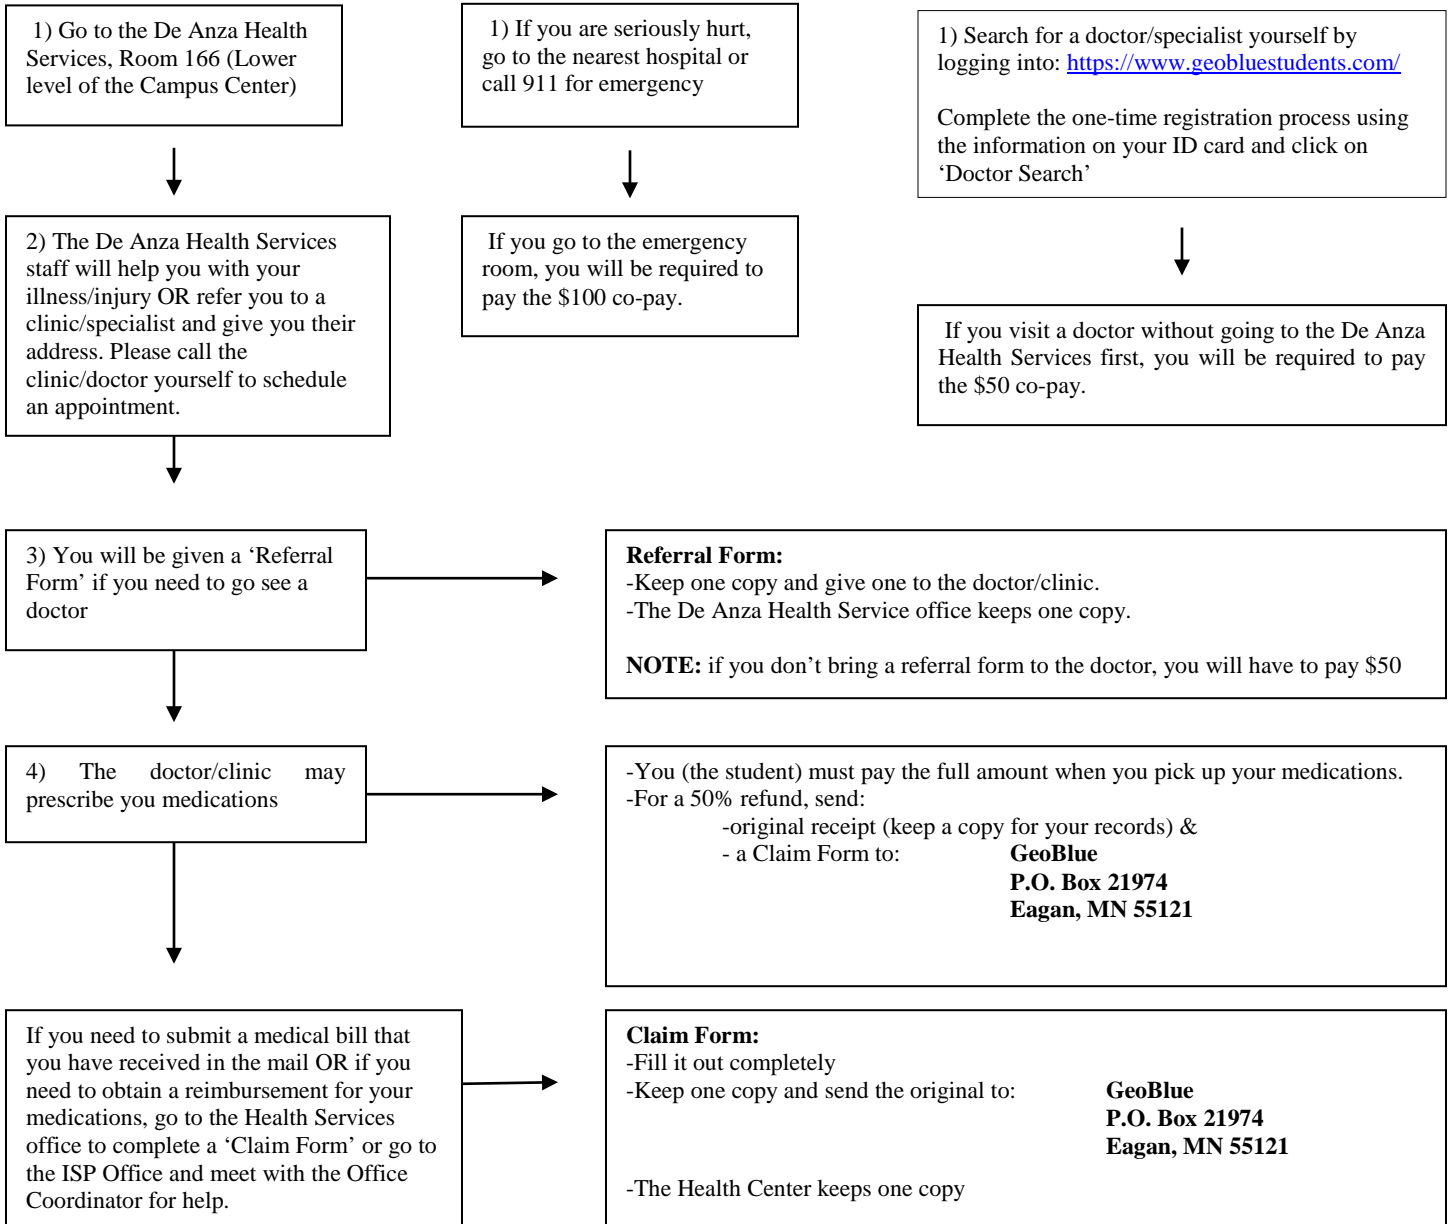 1) Go to the De Anza Health
Services, Room 166 (Lower
level of the Campus Center)
1) If you are seriously hurt,
go to the nearest hospital or
call 911 for emergency
1) Search for a doctor/specialist yourself by
logging into: https://www.geobluestudents.com/
Complete the one-time registration process using
the information on your ID card and click on
‘Doctor Search’
2) The De Anza Health Services
staff will help you with your
illness/injury OR refer you to a
clinic/specialist and give you their
address. Please call the
clinic/doctor yourself to schedule
an appointment.
If you go to the emergency
room, you will be required to
pay the $100 co-pay.
If you visit a doctor without going to the De Anza
Health Services first, you will be required to pay
the $50 co-pay.
3) You will be given a ‘Referral
Form’ if you need to go see a
doctor
Referral Form:
-Keep one copy and give one to the doctor/clinic.
-The De Anza Health Service office keeps one copy.
NOTE: if you don’t bring a referral form to the doctor, you will have to pay $50
4) The doctor/clinic may
prescribe you medications
-You (the student) must pay the full amount when you pick up your medications.
-For a 50% refund, send:
-original receipt (keep a copy for your records) &
- a Claim Form to: GeoBlue
P.O. Box 21974
Eagan, MN 55121
If you need to submit a medical bill that
you have received in the mail OR if you
need to obtain a reimbursement for your
medications, go to the Health Services
office to complete a ‘Claim Form’ or go to
the ISP Office and meet with the Office
Coordinator for help.
Claim Form:
-Fill it out completely
-Keep one copy and send the original to: GeoBlue
P.O. Box 21974
Eagan, MN 55121
-The Health Center keeps one copy